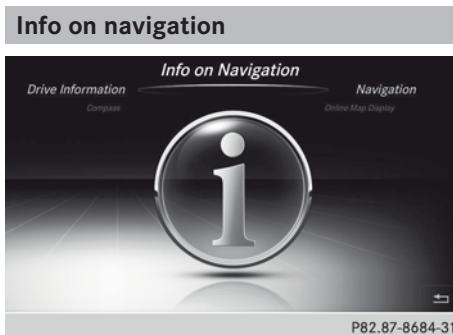 Info on navigation
Info on Navigation
Drive Information
Navigation
Compass
Online Map Display
P82.87-8684-31